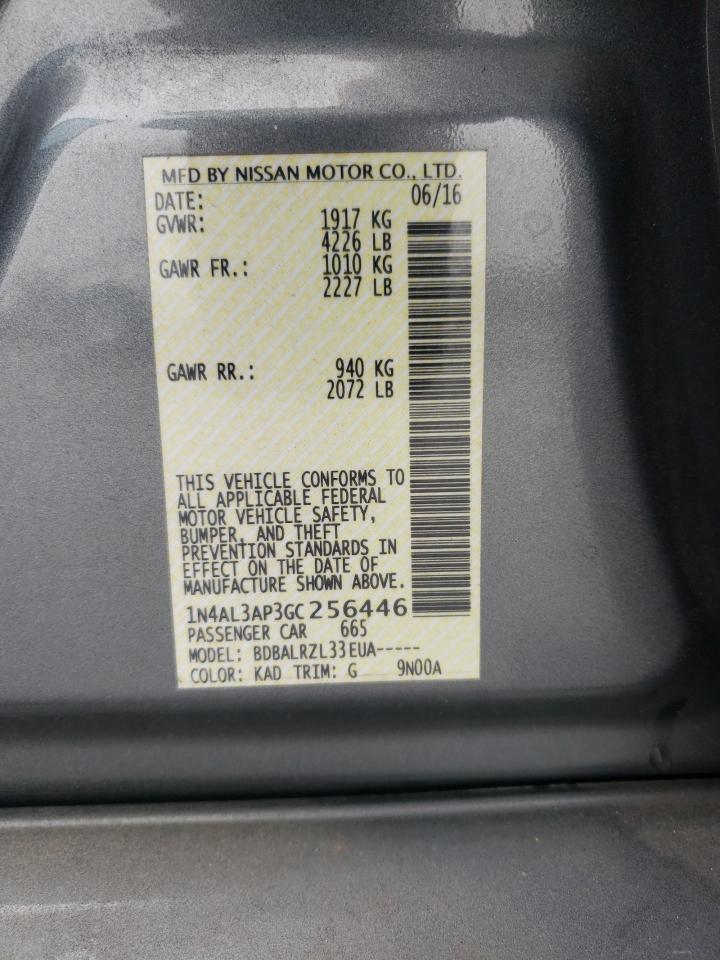 MFD BY NISSAN MOTOR CO., LTD.
DATE: 06/16
GVWR: 1917 KG
4226 LB
GAWR FR.: 1010 KG
2227 LB
GAWR RR.: 940 KG
2072 LB
THIS VEHICLE CONFORMS TO
ALL APPLICABLE FEDERAL
MOTOR VEHICLE SAFETY,
BUMPER, AND THEFT
PREVENTION STANDARDS IN
EFFECT ON THE DATE OF
MANUFACTURE SHOWN ABOVE.
1N4AL3AP3GC256446
PASSENGER CAR 665
MODEL: BDBALRZL33EUA-----
COLOR: KAD TRIM: G 9N00A